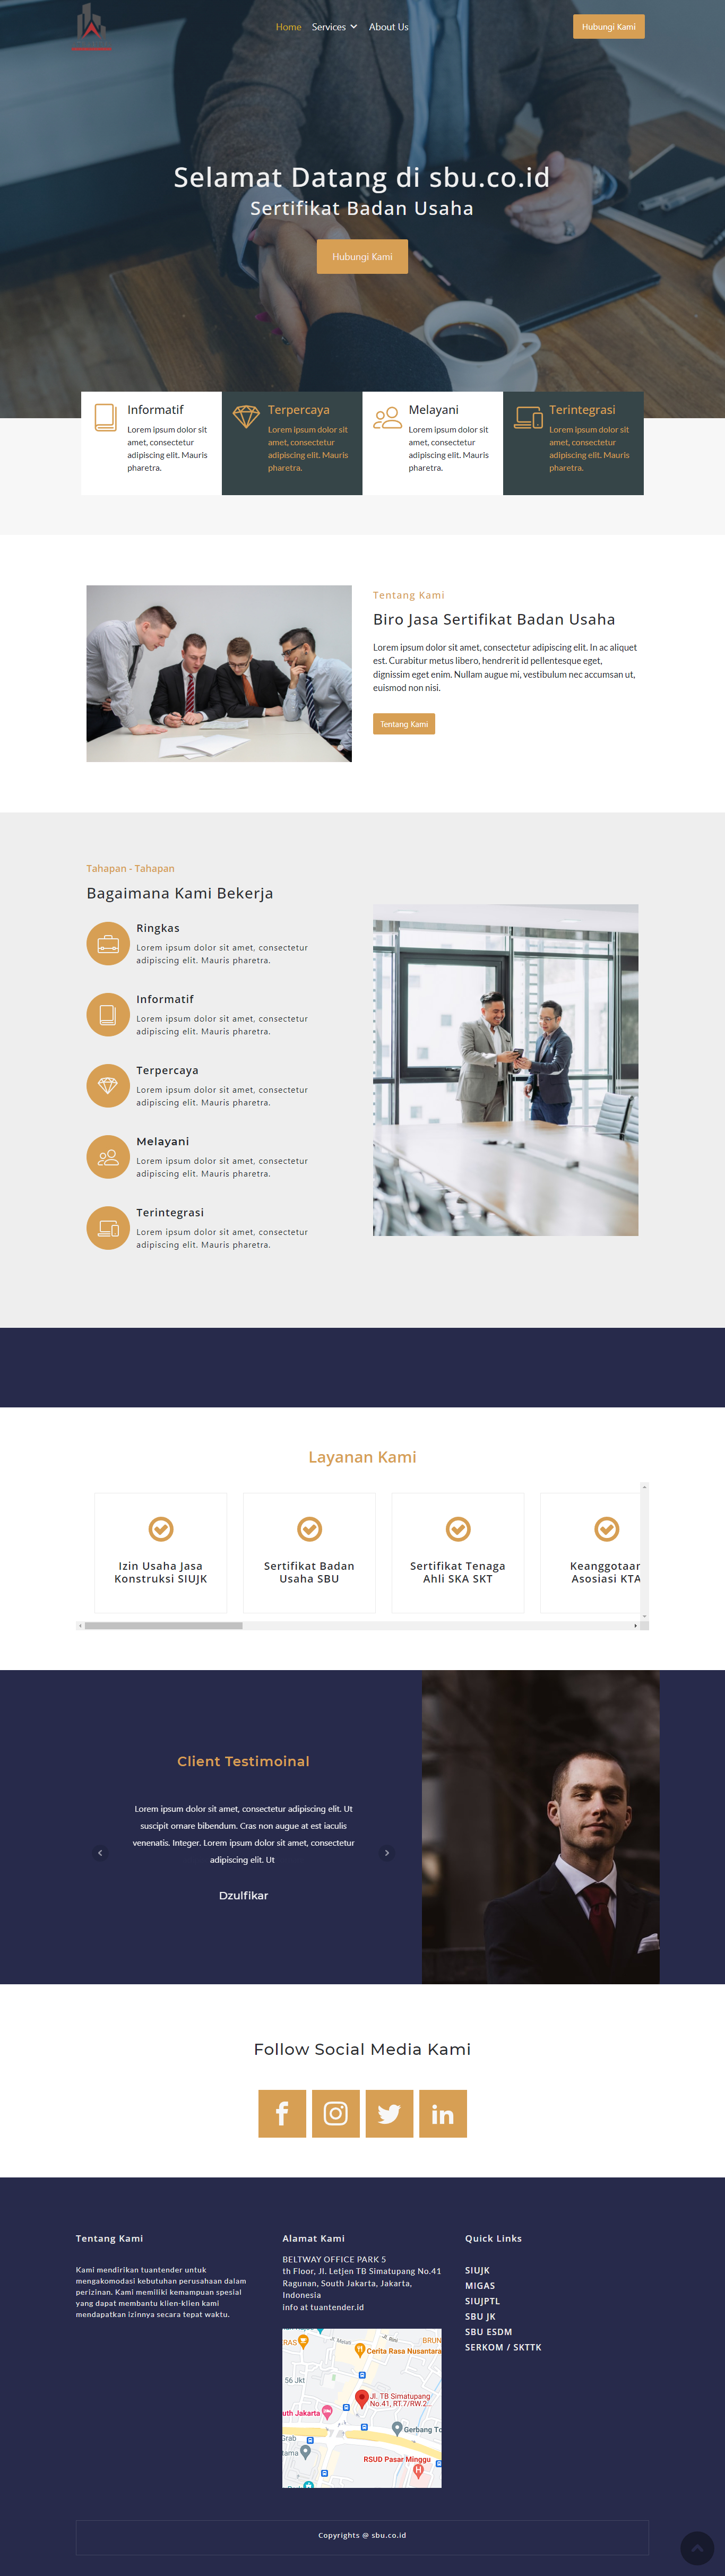 Home Services About Us Hubungi Kami
Selamat Datang di sbu.co.id
Sertifikat Badan Usaha
Hubungi Kami
Informatif
Lorem ipsum dolor sit
amet, consectetur
adipiscing elit. Mauris
pharetra.
Terpercaya
Lorem ipsum dolor sit
amet, consectetur
adipiscing elit. Mauris
pharetra.
Melayani
Lorem ipsum dolor sit
amet, consectetur
adipiscing elit. Mauris
pharetra.
Terintegrasi
Lorem ipsum dolor sit
amet, consectetur
adipiscing elit. Mauris
pharetra.
Tentang Kami
Biro Jasa Sertifikat Badan Usaha
Lorem ipsum dolor sit amet, consectetur adipiscing elit. In ac aliquet
est. Curabitur metus libero, hendrerit id pellentesque eget,
dignissim eget enim. Nullam augue mi, vestibulum nec accumsan ut,
euismod non nisi.
Tentang Kami
Tahapan - Tahapan
Bagaimana Kami Bekerja
Ringkas
Lorem ipsum dolor sit amet, consectetur
adipiscing elit. Mauris pharetra.
Informatif
Lorem ipsum dolor sit amet, consectetur
adipiscing elit. Mauris pharetra.
Terpercaya
Lorem ipsum dolor sit amet, consectetur
adipiscing elit. Mauris pharetra.
Melayani
Lorem ipsum dolor sit amet, consectetur
adipiscing elit. Mauris pharetra.
Terintegrasi
Lorem ipsum dolor sit amet, consectetur
adipiscing elit. Mauris pharetra.
Layanan Kami
Izin Usaha Jasa
Konstruksi SIUJK
Sertifikat Badan
Usaha SBU
Sertifikat Tenaga
Ahli SKA SKT
Keanggotaan
Asosiasi KTA
Client Testimoinal
Lorem ipsum dolor sit amet, consectetur adipiscing elit. Ut
suscipit ornare bibendum. Cras non augue at est iaculis
venenatis. Integer. Lorem ipsum dolor sit amet, consectetur
adipiscing elit. Ut
Dzulfikar
Follow Social Media Kami
Tentang Kami
Kami mendirikan tuantender untuk
mengakomodasi kebutuhan perusahaan dalam
perizinan. Kami memiliki kemampuan spesial
yang dapat membantu klien-klien kami
mendapatkan izinnya secara tepat waktu.
Alamat Kami
BELTWAY OFFICE PARK 5
th Floor, Jl. Letjen TB Simatupang No.41
Ragunan, South Jakarta, Jakarta,
Indonesia
info at tuantender.id
RAS
Jl. Beni
BRUN
Cerita Rasa Nusantara
56 Jkt
Jl. TB Simatupang
No.41, RT.7/RW.2...
uth Jakarta
Grab
Gerbang To
tama
RSUD Pasar Minggu
Quick Links
SIUJK
MIGAS
SIUJPTL
SBU JK
SBU ESDM
SERKOM / SKTTK
Copyrights @ sbu.co.id